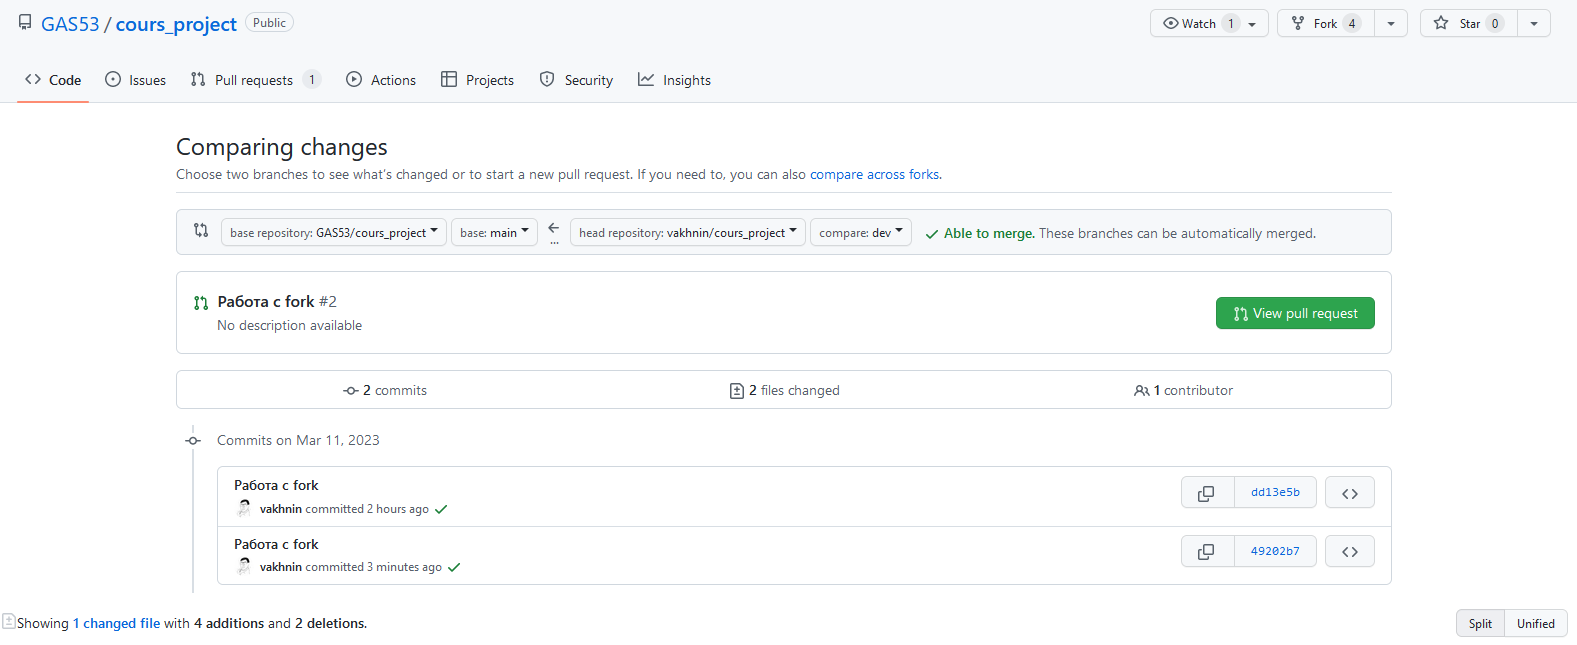 GAS53 / cours_project Public
Watch 1 Fork 4 Star 0
Code Issues Pull requests 1 Actions Projects Security Insights
Comparing changes
Choose two branches to see what's changed or to start a new pull request. If you need to, you can also compare across forks.
base repository: GAS53/cours_project base: main ← ... head repository: vakhnin/cours_project compare: dev ✓ Able to merge. These branches can be automatically merged.
Работа с fork #2
No description available
View pull request
2 commits 2 files changed 1 contributor
Commits on Mar 11, 2023
Работа с fork
vakhnin committed 2 hours ago ✓
dd13e5b <>
Работа с fork
vakhnin committed 3 minutes ago ✓
49202b7 <>
Showing 1 changed file with 4 additions and 2 deletions.
Split Unified